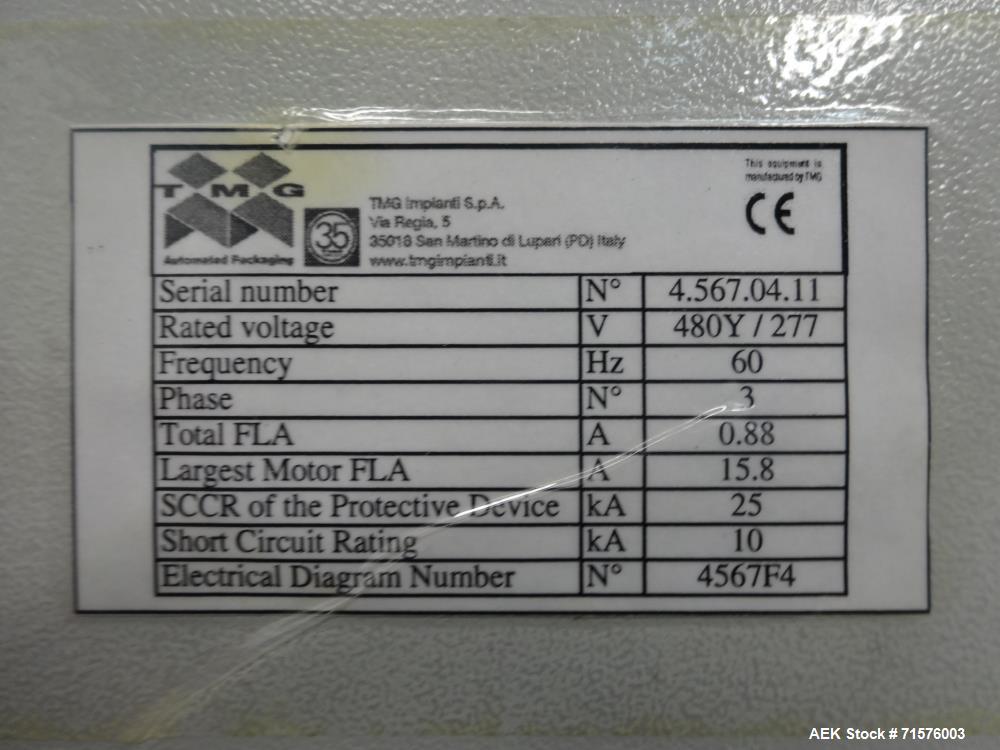 TMG
Automated Packaging
35
TMG Impianti S.p.A.
Via Regia, 5
35018 San Martino di Lupari (PD) Italy
www.tmgimpianti.it
This equipment is
manufactured by TMG
CE
Serial number N° 4.567.04.11
Rated voltage V 480Y / 277
Frequency Hz 60
Phase N° 3
Total FLA A 0.88
Largest Motor FLA A 15.8
SCCR of the Protective Device kA 25
Short Circuit Rating kA 10
Electrical Diagram Number N° 4567F4
AEK Stock # 71576003